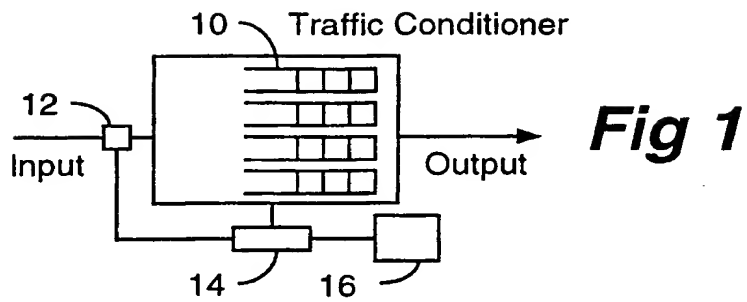 10 Traffic Conditioner
12
Input
Output
Fig 1
14
16